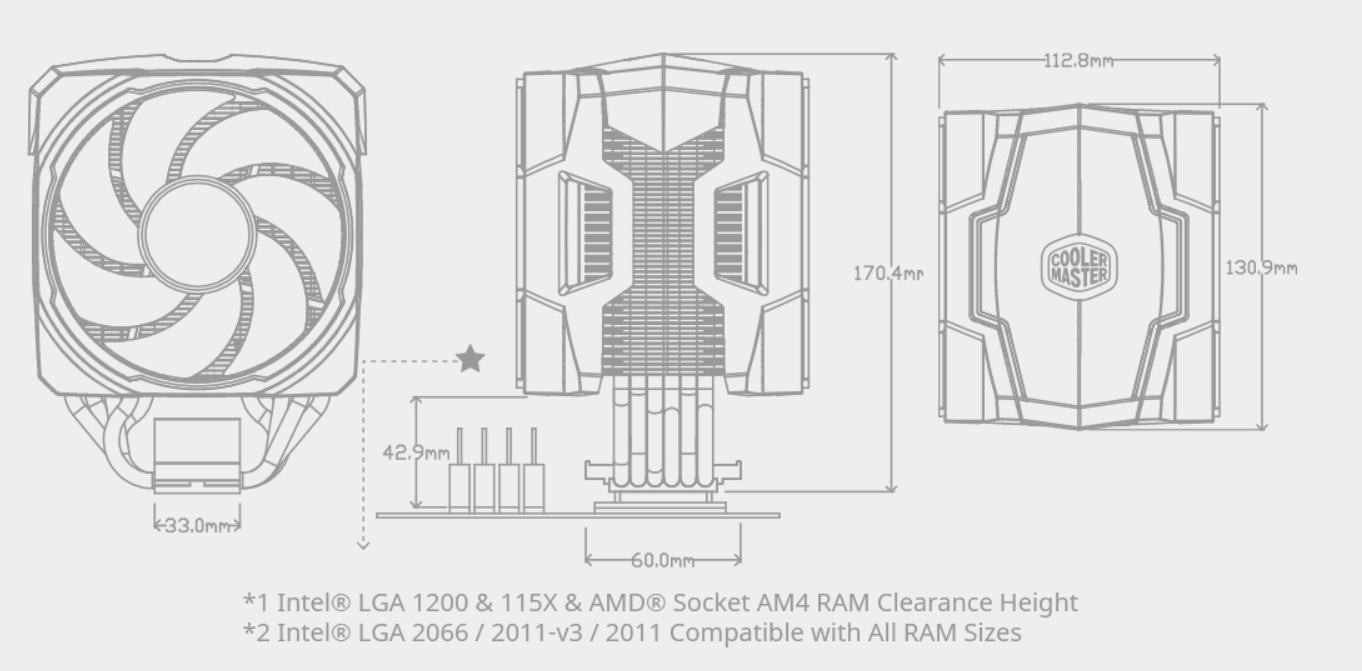 112.8mm
COOLER
MASTER
170.4mm
130.9mm
42.9mm
33.0mm
60.0mm
*1 Intel® LGA 1200 & 115X & AMD® Socket AM4 RAM Clearance Height
*2 Intel® LGA 2066 / 2011-v3 / 2011 Compatible with All RAM Sizes